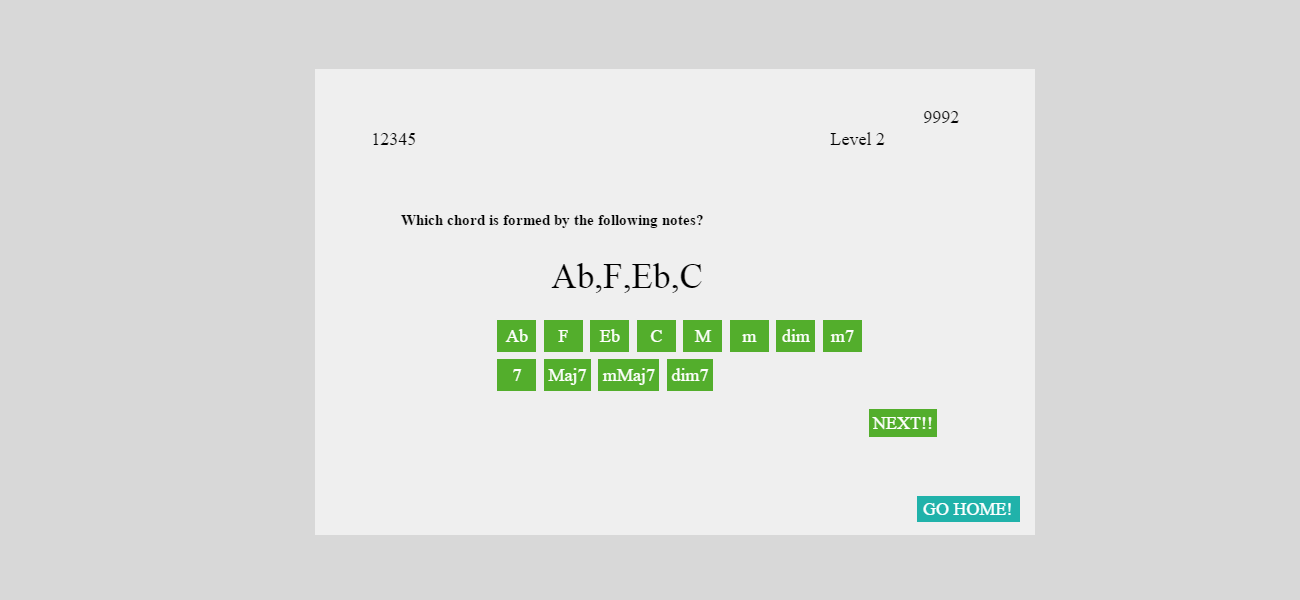 9992
12345 Level 2
Which chord is formed by the following notes?
Ab,F,Eb,C
Ab F Eb C M m dim m7
7 Maj7 mMaj7 dim7
NEXT!!
GO HOME!